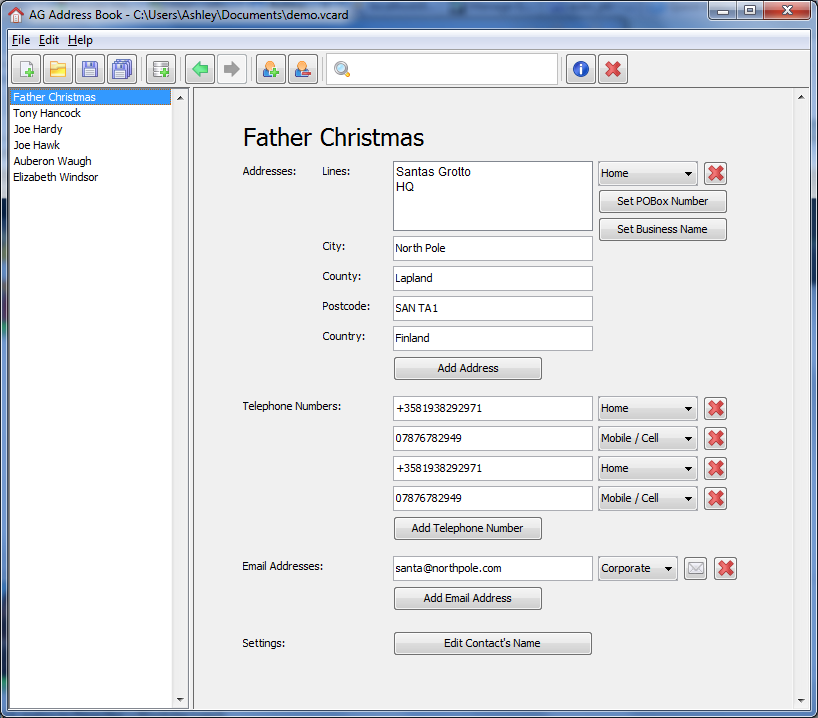 AG Address Book - C:\Users\Ashley\Documents\demo.vcard
File Edit Help
Father Christmas
Tony Hancock
Joe Hardy
Joe Hawk
Auberon Waugh
Elizabeth Windsor
Father Christmas
Addresses: Lines: Santas Grotto Home
HQ
Set POBox Number
Set Business Name
City: North Pole
County: Lapland
Postcode: SAN TA1
Country: Finland
Add Address
Telephone Numbers: +3581938292971 Home
07876782949 Mobile / Cell
+3581938292971 Home
07876782949 Mobile / Cell
Add Telephone Number
Email Addresses: santa@northpole.com Corporate
Add Email Address
Settings: Edit Contact's Name